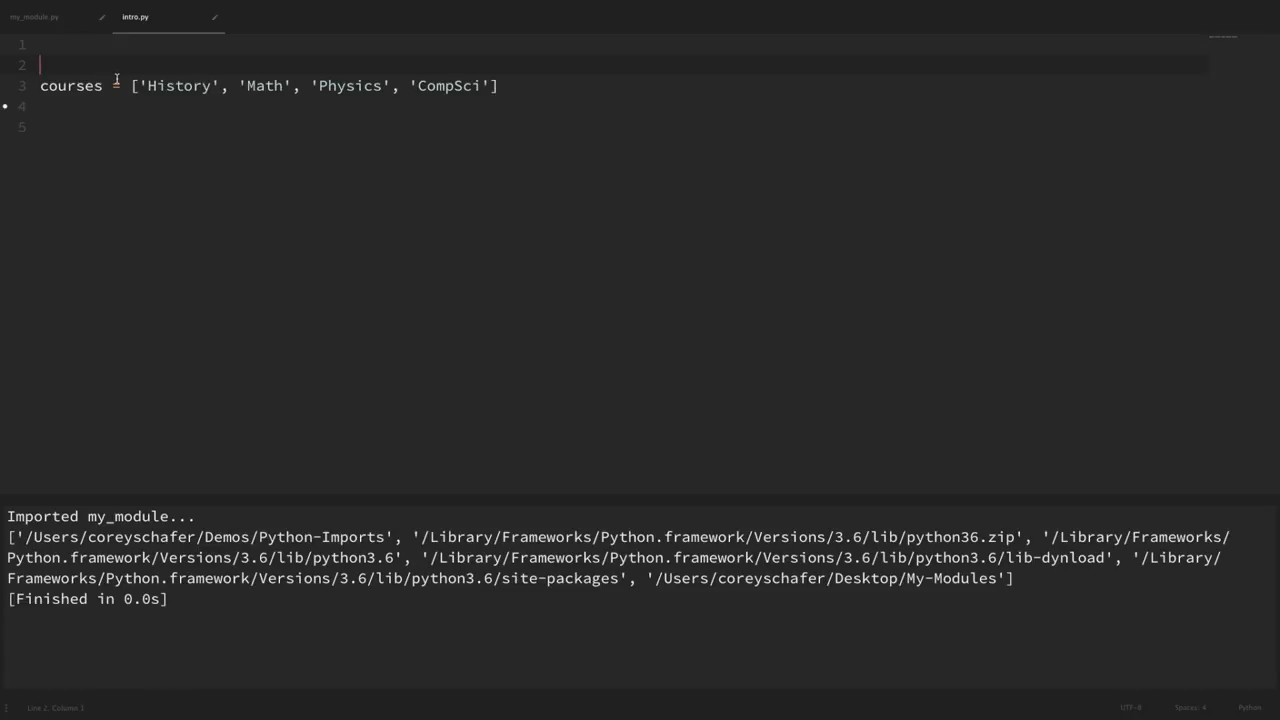 my_module.py
intro.py
1
2
3 courses = ['History', 'Math', 'Physics', 'CompSci']
4
5
Imported my_module...
['/Users/coreyschafer/Demos/Python-Imports', '/Library/Frameworks/Python.framework/Versions/3.6/lib/python36.zip', '/Library/Frameworks/
Python.framework/Versions/3.6/lib/python3.6', '/Library/Frameworks/Python.framework/Versions/3.6/lib/python3.6/lib-dynload', '/Library/
Frameworks/Python.framework/Versions/3.6/lib/python3.6/site-packages', '/Users/coreyschafer/Desktop/My-Modules']
[Finished in 0.0s]
Line 2, Column 1
UTF-8
Spaces: 4
Python